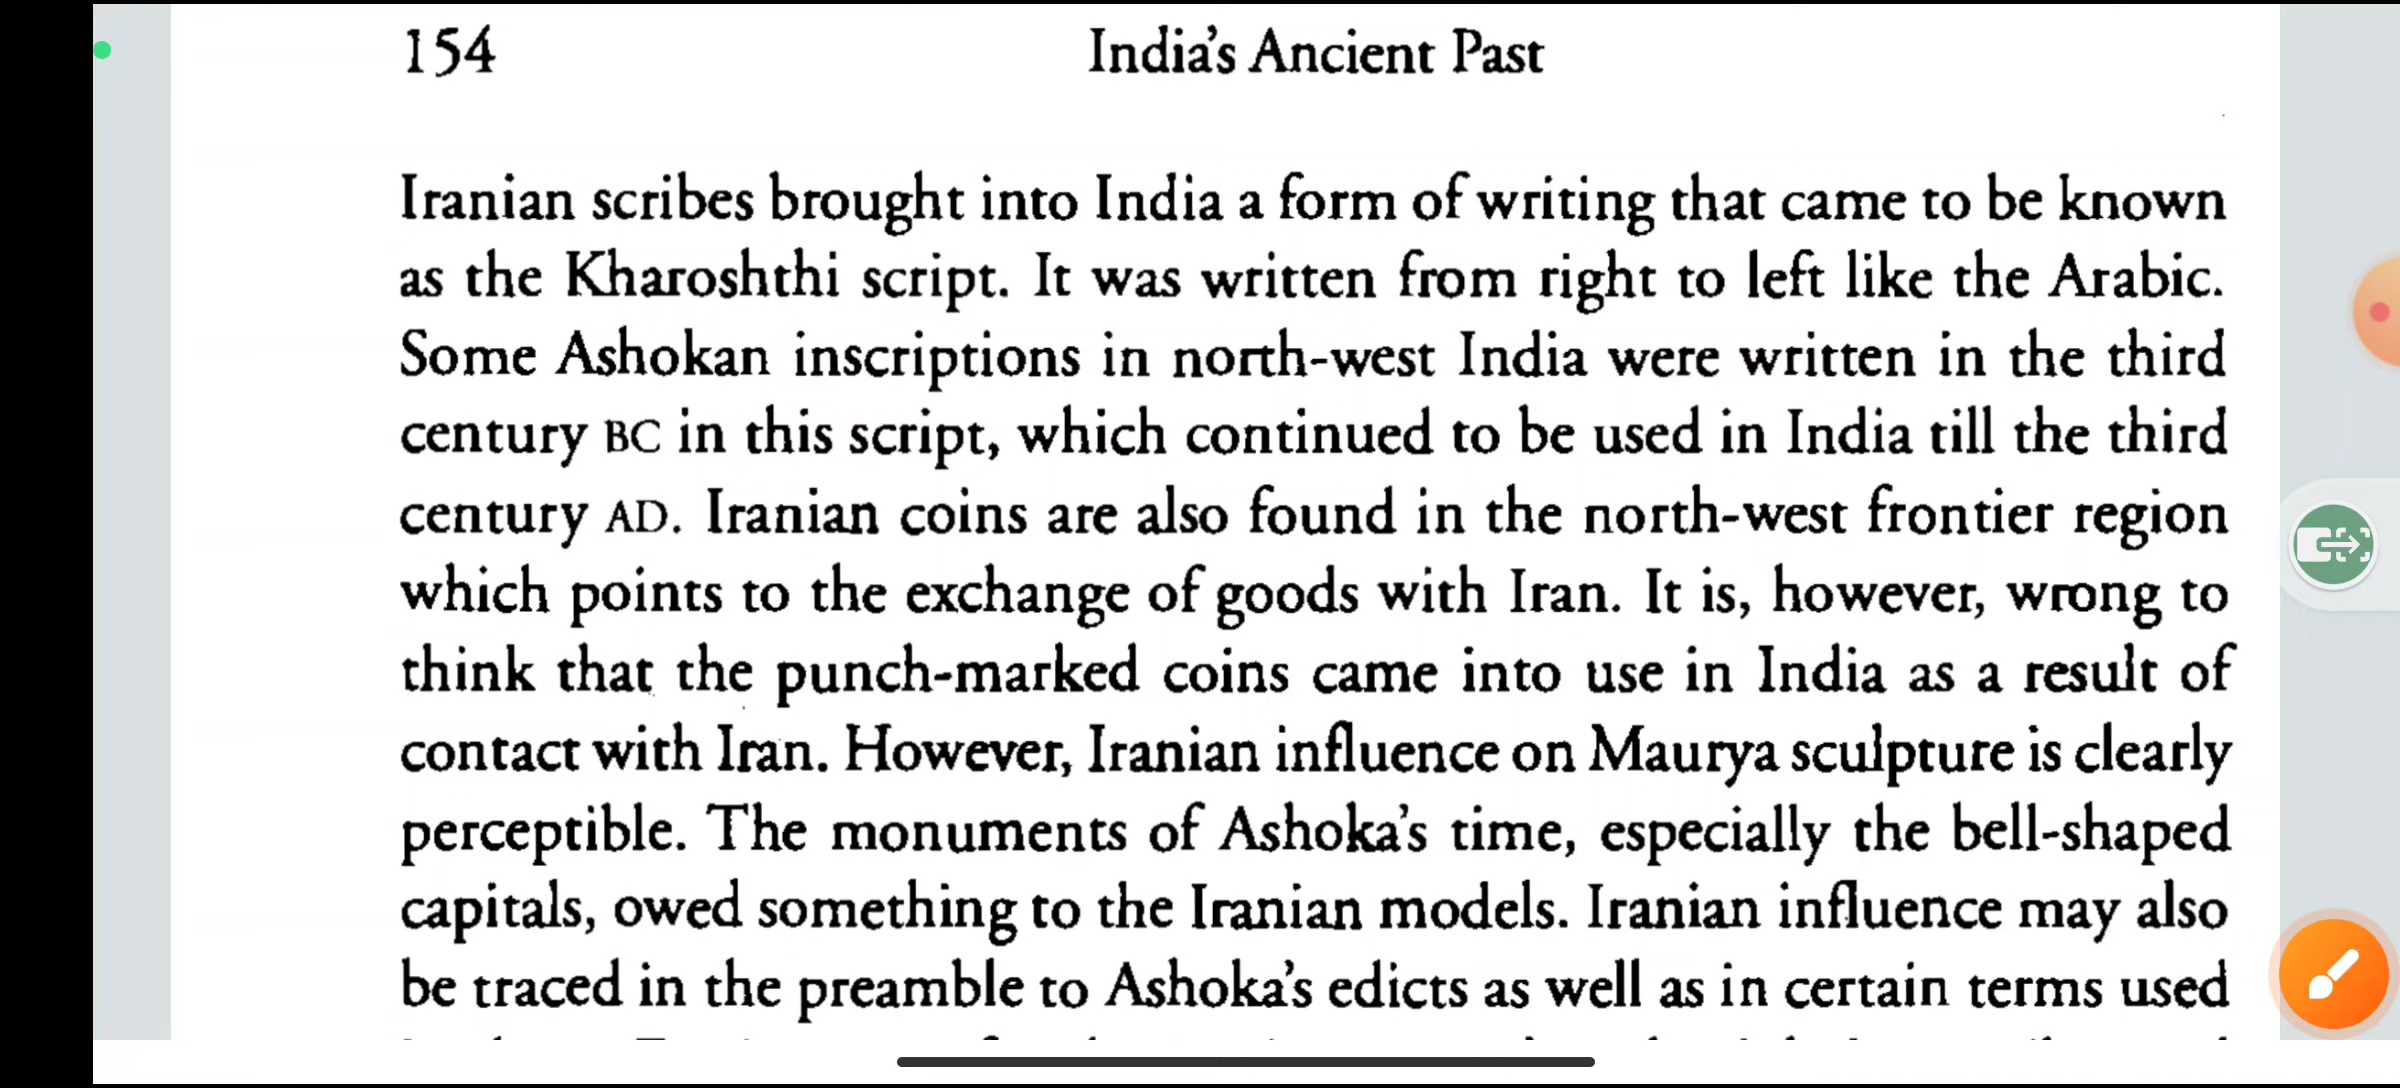 154
India's Ancient Past
Iranian scribes brought into India a form of writing that came to be known
as the Kharoshthi script. It was written from right to left like the Arabic.
Some Ashokan inscriptions in north-west India were written in the third
century BC in this script, which continued to be used in India till the third
century AD. Iranian coins are also found in the north-west frontier region
which points to the exchange of goods with Iran. It is, however, wrong to
think that the punch-marked coins came into use in India as a result of
contact with Iran. However, Iranian influence on Maurya sculpture is clearly
perceptible. The monuments of Ashoka's time, especially the bell-shaped
capitals, owed something to the Iranian models. Iranian influence may also
be traced in the preamble to Ashoka's edicts as well as in certain terms used